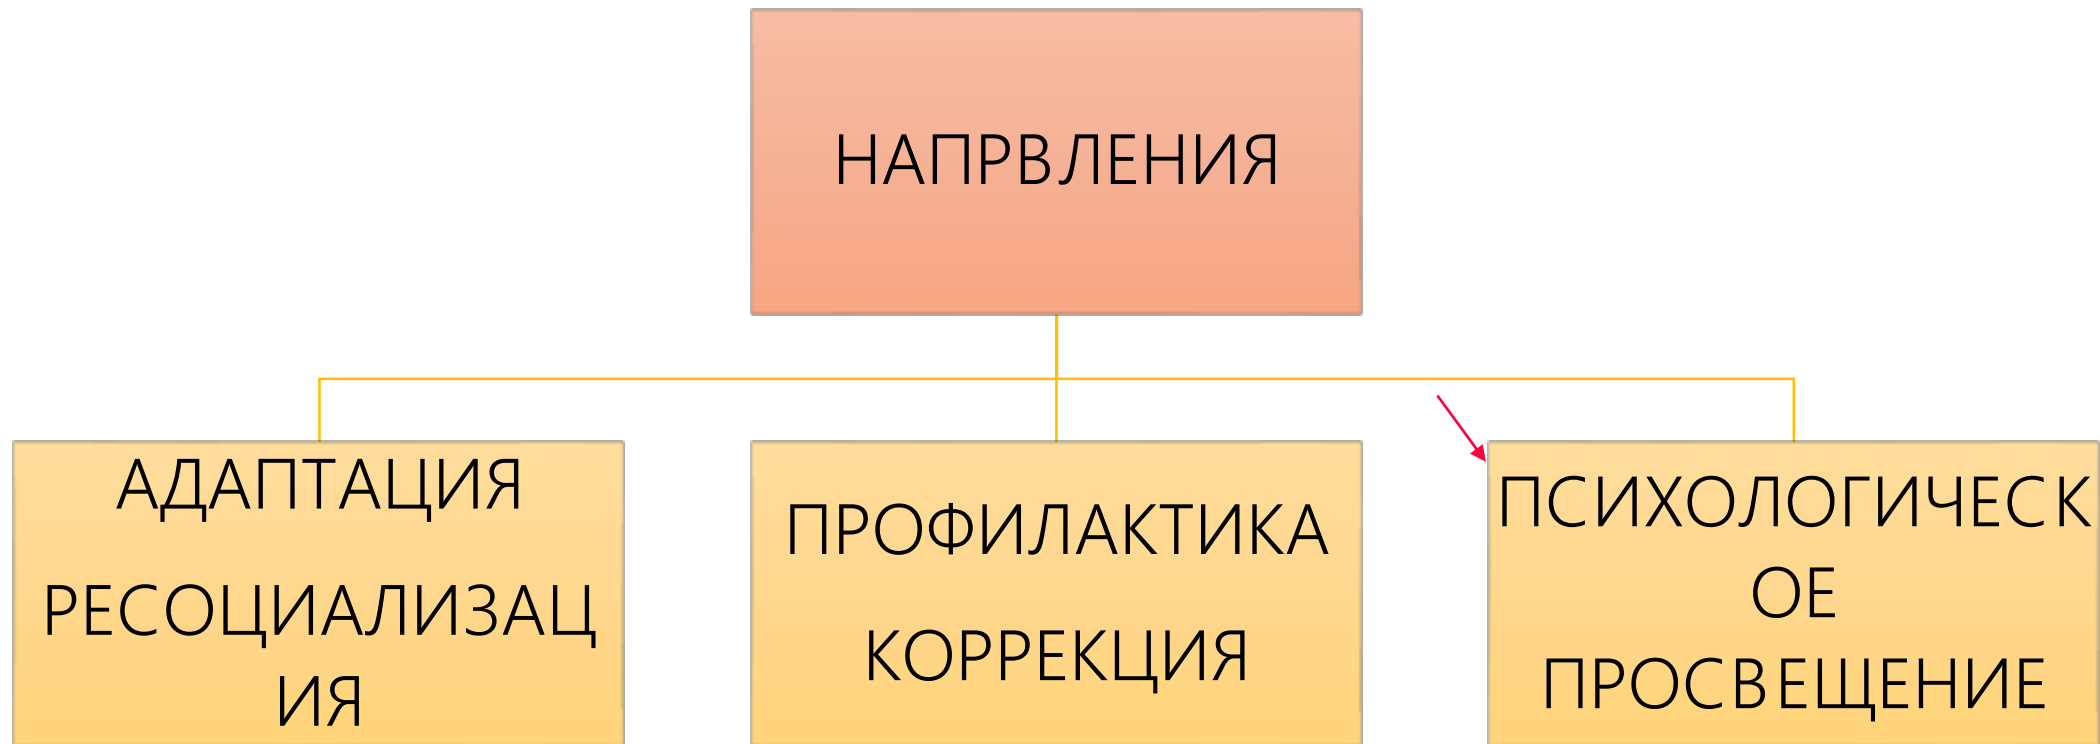 НАПРВЛЕНИЯ
АДАПТАЦИЯ
РЕСОЦИАЛИЗАЦ
ИЯ
ПРОФИЛАКТИКА
КОРРЕКЦИЯ
ПСИХОЛОГИЧЕСК
ОЕ
ПРОСВЕЩЕНИЕ